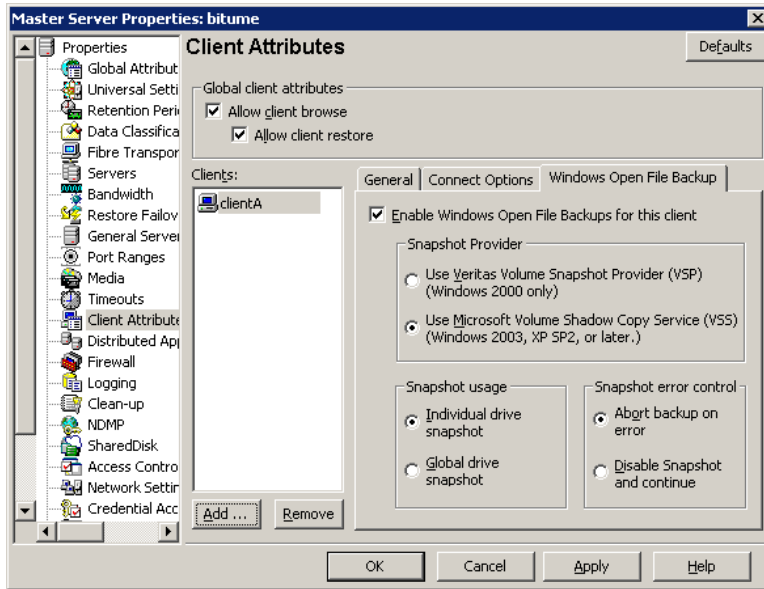 Master Server Properties: bitume
Properties
Global Attribut
Universal Setti
Retention Peri
Data Classifica
Fibre Transpor
Servers
Bandwidth
Restore Failov
General Server
Port Ranges
Media
Timeouts
Client Attribute
Distributed App
Firewall
Logging
Clean-up
NDMP
SharedDisk
Access Contro
Network Settin
Credential Acc
Client Attributes
Defaults
Global client attributes
Allow client browse
Allow client restore
Clients:
clientA
Add ...
Remove
General
Connect Options
Windows Open File Backup
Enable Windows Open File Backups for this client
Snapshot Provider
Use Veritas Volume Snapshot Provider (VSP)
(Windows 2000 only)
Use Microsoft Volume Shadow Copy Service (VSS)
(Windows 2003, XP SP2, or later.)
Snapshot usage
Individual drive
snapshot
Global drive
snapshot
Snapshot error control
Abort backup on
error
Disable Snapshot
and continue
OK
Cancel
Apply
Help